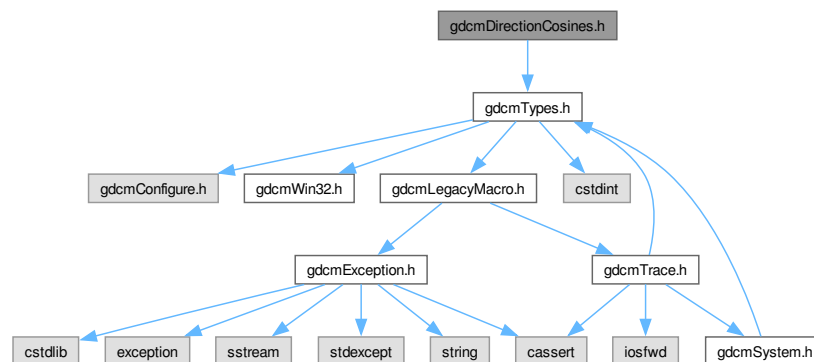 gdcmDirectionCosines.h
gdcmTypes.h
gdcmConfigure.h
gdcmWin32.h
gdcmLegacyMacro.h
cstdint
gdcmException.h
gdcmTrace.h
cstdlib
exception
sstream
stdexcept
string
cassert
iosfwd
gdcmSystem.h